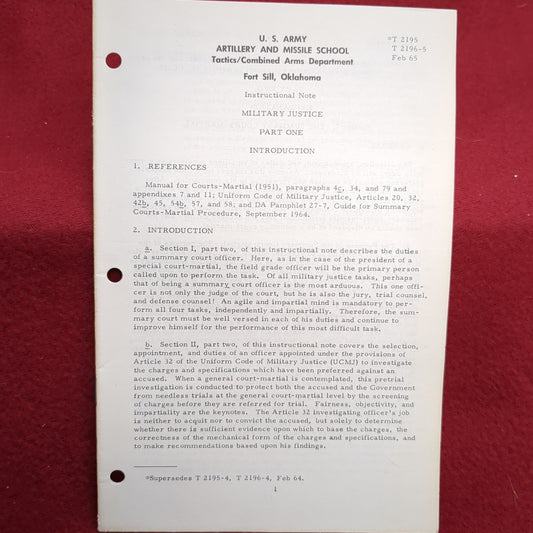 U. S. ARMY
ARTILLERY AND MISSILE SCHOOL
Tactics/Combined Arms Department
Fort Sill, Oklahoma
*T 2195
T 2196-5
Feb 65
Instructional Note
MILITARY JUSTICE
PART ONE
INTRODUCTION
1. REFERENCES
Manual for Courts-Martial (1951), paragraphs 4c, 34, and 79 and
appendixes 7 and 11; Uniform Code of Military Justice, Articles 20, 32,
42b, 45, 54b, 57, and 58; and DA Pamphlet 27-7, Guide for Summary
Courts-Martial Procedure, September 1964.
2. INTRODUCTION
a. Section I, part two, of this instructional note describes the duties
of a summary court officer. Here, as in the case of the president of a
special court-martial, the field grade officer will be the primary person
called upon to perform the task. Of all military justice tasks, perhaps
that of being a summary court officer is the most arduous. This one offi-
cer is not only the judge of the court, but he is also the jury, trial counsel,
and defense counsel! An agile and impartial mind is mandatory to per-
form all four tasks, independently and impartially. Therefore, the sum-
mary court must be well versed in each of his duties and continue to
improve himself for the performance of this most difficult task.
b. Section II, part two, of this instructional note covers the selection,
appointment, and duties of an officer appointed under the provisions of
Article 32 of the Uniform Code of Military Justice (UCMJ) to investigate
the charges and specifications which have been preferred against an
accused. When a general court-martial is contemplated, this pretrial
investigation is conducted to protect both the accused and the Government
from needless trials at the general court-martial level by the screening
of charges before they are referred for trial. Fairness, objectivity, and
impartiality are the keynotes. The Article 32 investigating officer's job
is neither to acquit nor to convict the accused, but solely to determine
whether there is sufficient evidence upon which to base the charges, the
correctness of the mechanical form of the charges and specifications, and
to make recommendations based upon his findings.
*Supersedes T 2195-4, T 2196-4, Feb 64.
1